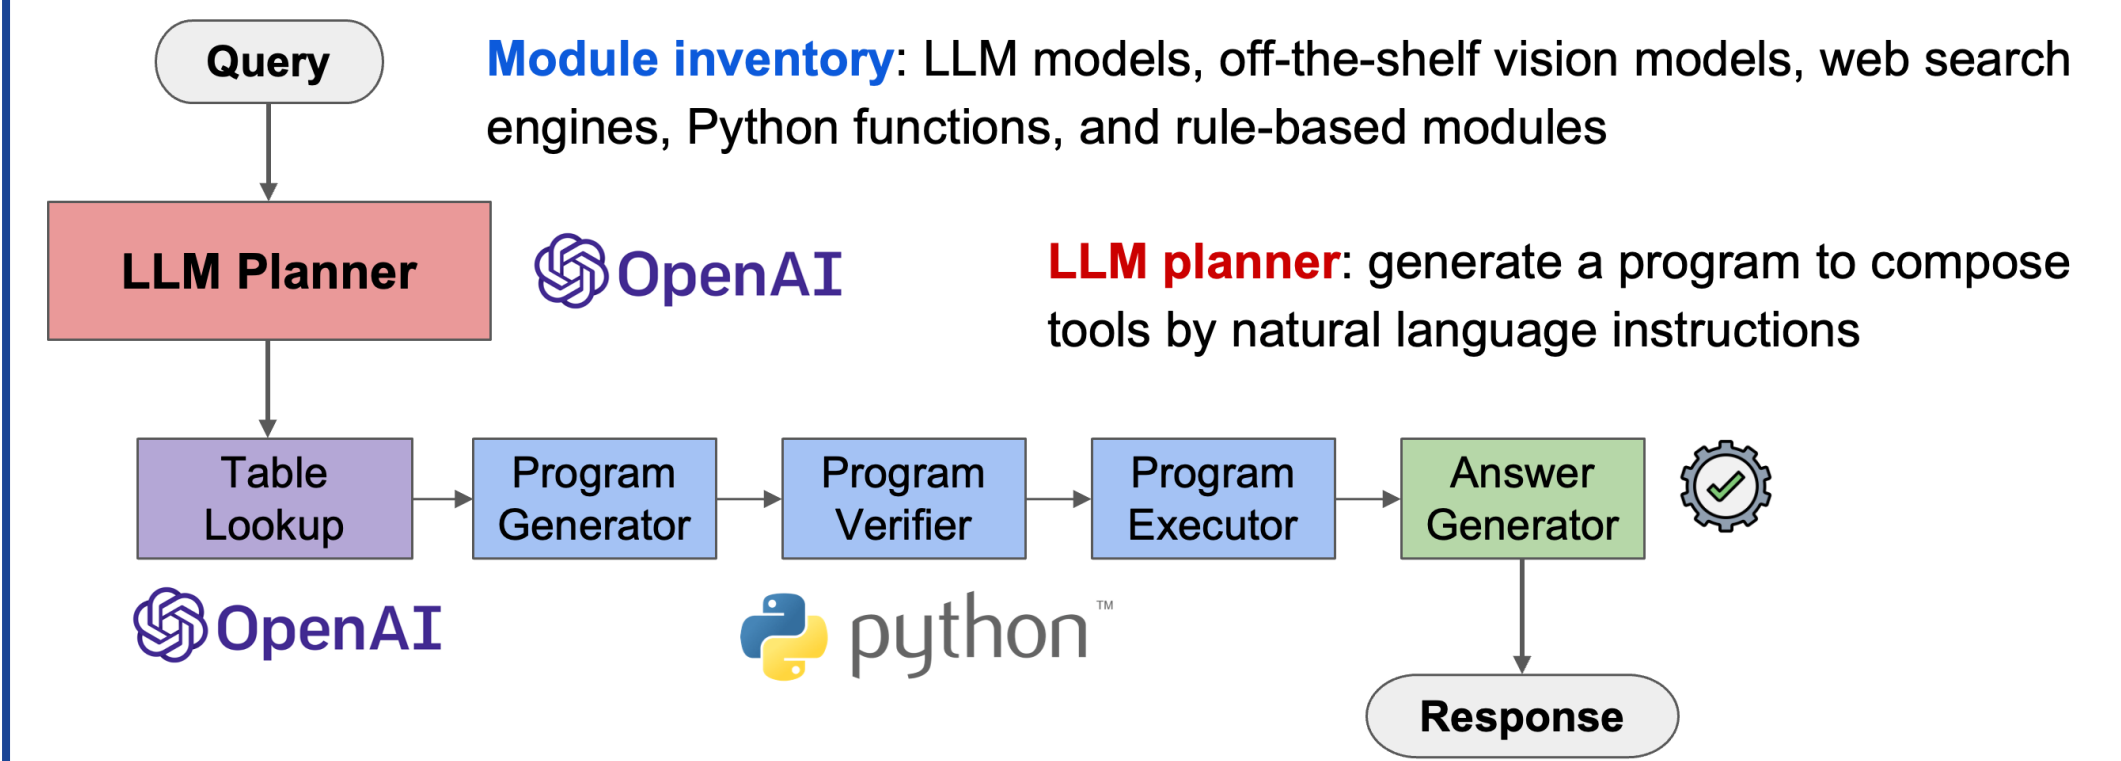 Query
Module inventory: LLM models, off-the-shelf vision models, web search
engines, Python functions, and rule-based modules
LLM Planner
OpenAI
LLM planner: generate a program to compose
tools by natural language instructions
Table
Lookup
Program
Generator
Program
Verifier
Program
Executor
Answer
Generator
OpenAI
python™
Response